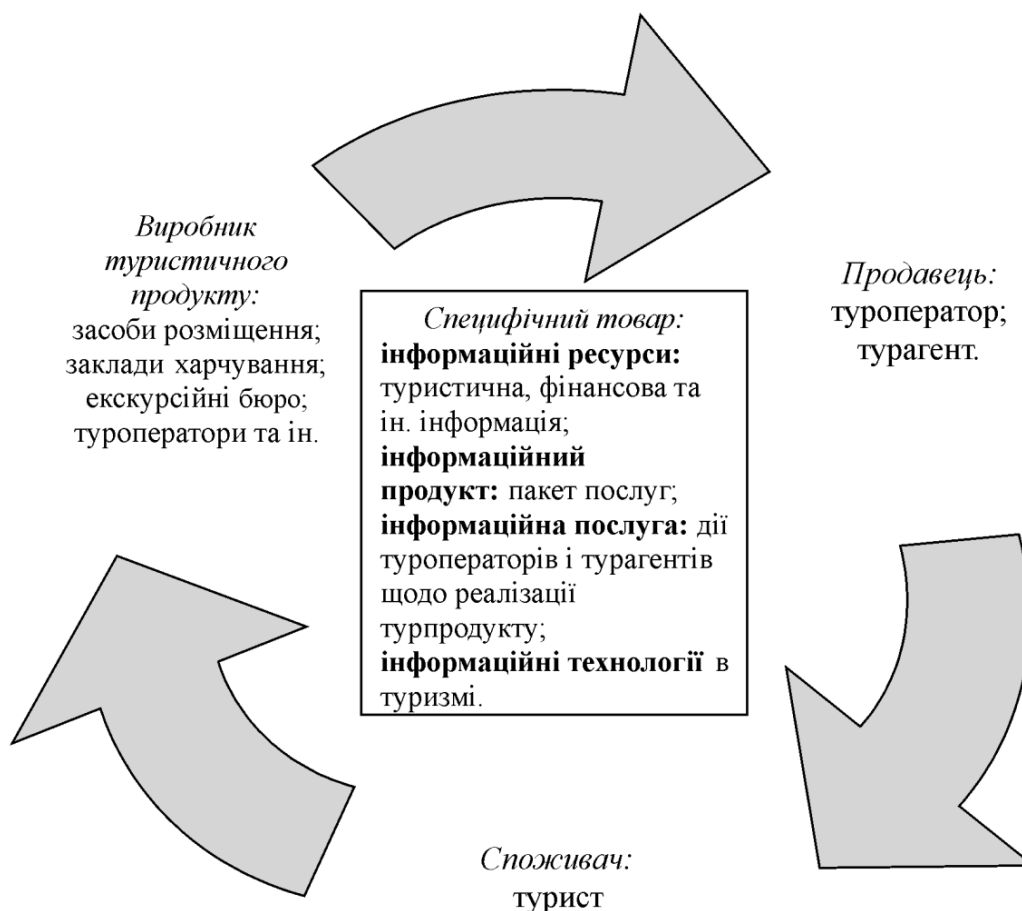 Виробник
туристичного
продукту:
засоби розміщення;
заклади харчування;
екскурсійні бюро;
туроператори та ін.
Продавець:
туроператор;
турагент.
Специфічний товар:
інформаційні ресурси:
туристична, фінансова та
ін. інформація;
інформаційний
продукт: пакет послуг;
інформаційна послуга: дії
туроператорів і турагентів
щодо реалізації
турпродукту;
інформаційні технології в
туризмі.
Споживач:
турист